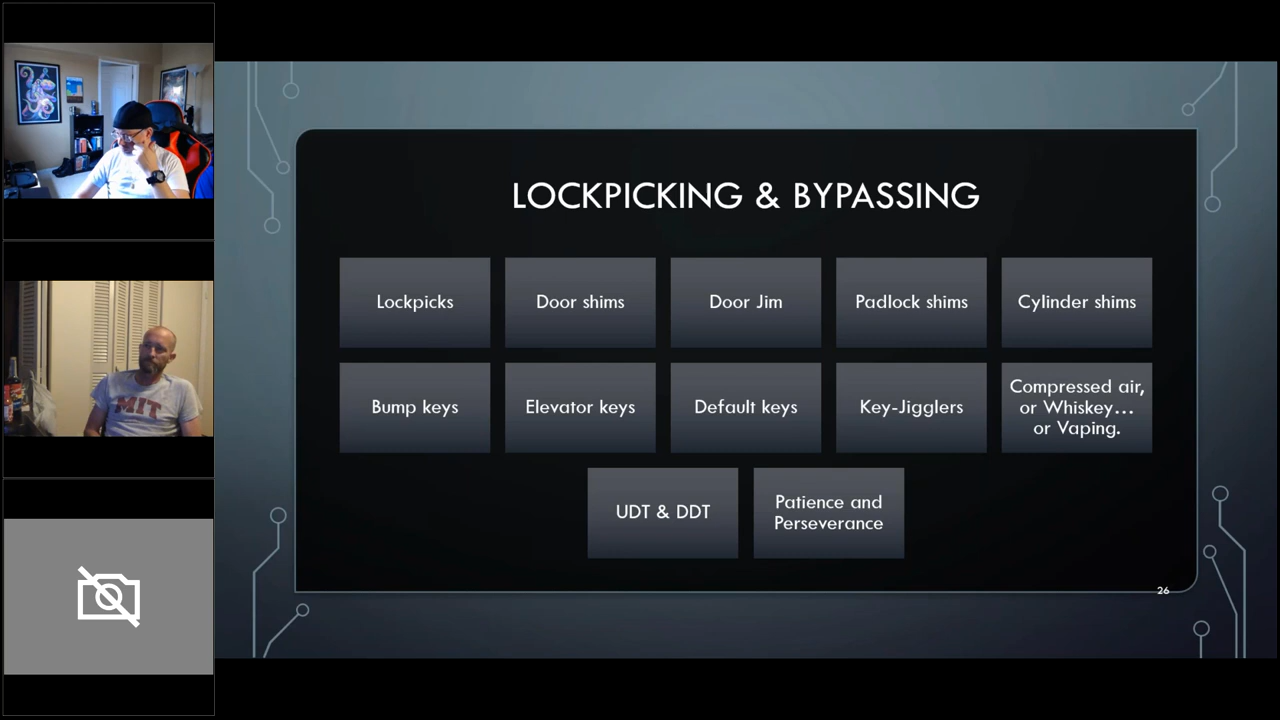 LOCKPICKING & BYPASSING
Lockpicks
Door shims
Door Jim
Padlock shims
Cylinder shims
Bump keys
Elevator keys
Default keys
Key-Jigglers
Compressed air,
or Whiskey...
or Vaping.
UDT & DDT
Patience and
Perseverance
26
MIT